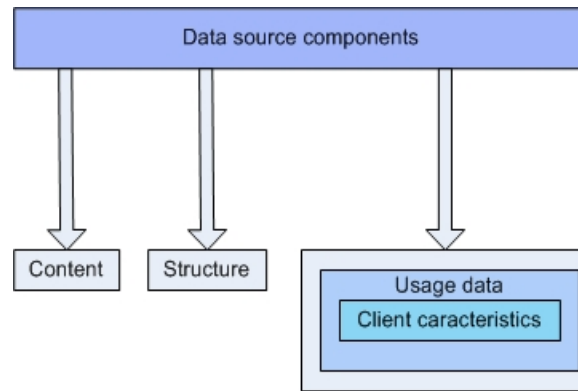 Data source components
Content
Structure
Usage data
Client caracteristics